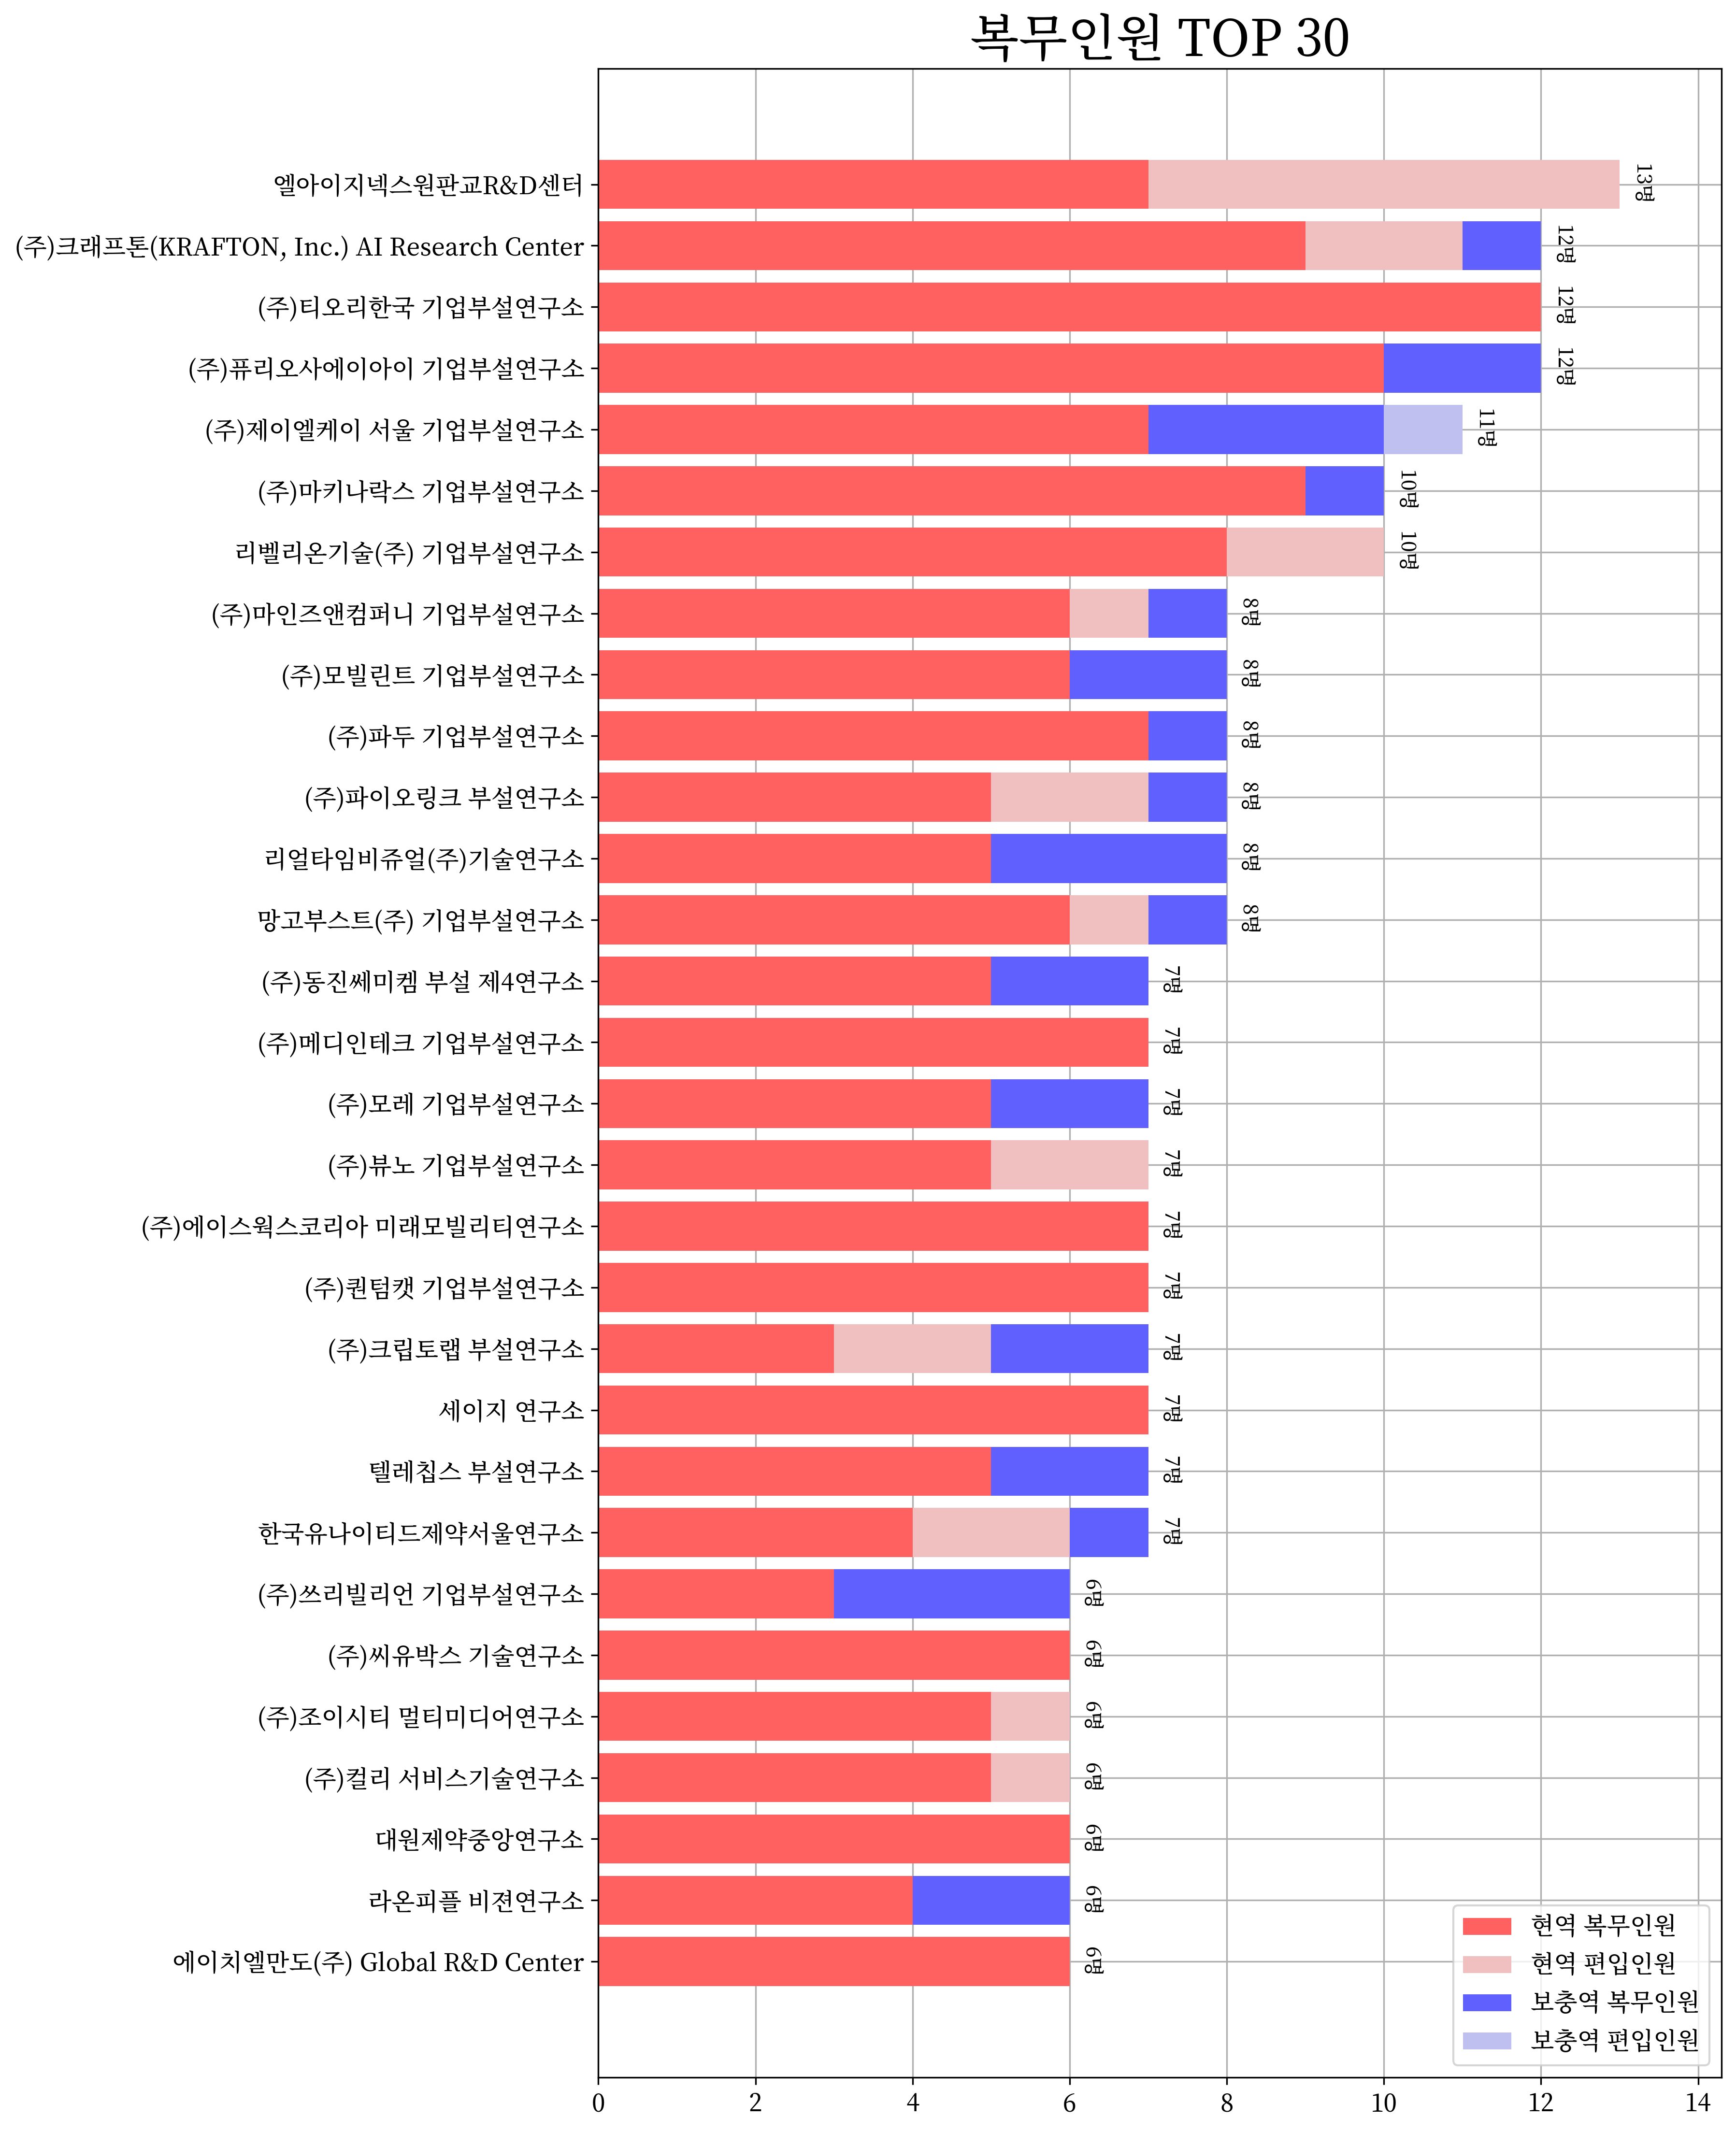 복무인원 TOP 30
엘아이지넥스원판교R&D센터 13명
(주)크래프톤(KRAFTON, Inc.) AI Research Center 12명
(주)티오리한국 기업부설연구소 12명
(주)퓨리오사에이아이 기업부설연구소 12명
(주)제이엘케이 서울 기업부설연구소 11명
(주)마키나락스 기업부설연구소 10명
리벨리온기술(주) 기업부설연구소 10명
(주)마인즈앤컴퍼니 기업부설연구소 8명
(주)모빌린트 기업부설연구소 8명
(주)파두 기업부설연구소 8명
(주)파이오링크 부설연구소 8명
리얼타임비쥬얼(주)기술연구소 8명
망고부스트(주) 기업부설연구소 8명
(주)동진쎄미켐 부설 제4연구소 7명
(주)메디인테크 기업부설연구소 7명
(주)모레 기업부설연구소 7명
(주)뷰노 기업부설연구소 7명
(주)에이스웍스코리아 미래모빌리티연구소 7명
(주)퀀텀캣 기업부설연구소 7명
(주)크립토랩 부설연구소 7명
세이지 연구소 7명
텔레칩스 부설연구소 7명
한국유나이티드제약서울연구소 7명
(주)쓰리빌리언 기업부설연구소 6명
(주)씨유박스 기술연구소 6명
(주)조이시티 멀티미디어연구소 6명
(주)컬리 서비스기술연구소 6명
대원제약중앙연구소 6명
라온피플 비젼연구소 6명
에이치엘만도(주) Global R&D Center 6명
현역 복무인원
현역 편입인원
보충역 복무인원
보충역 편입인원
0 2 4 6 8 10 12 14